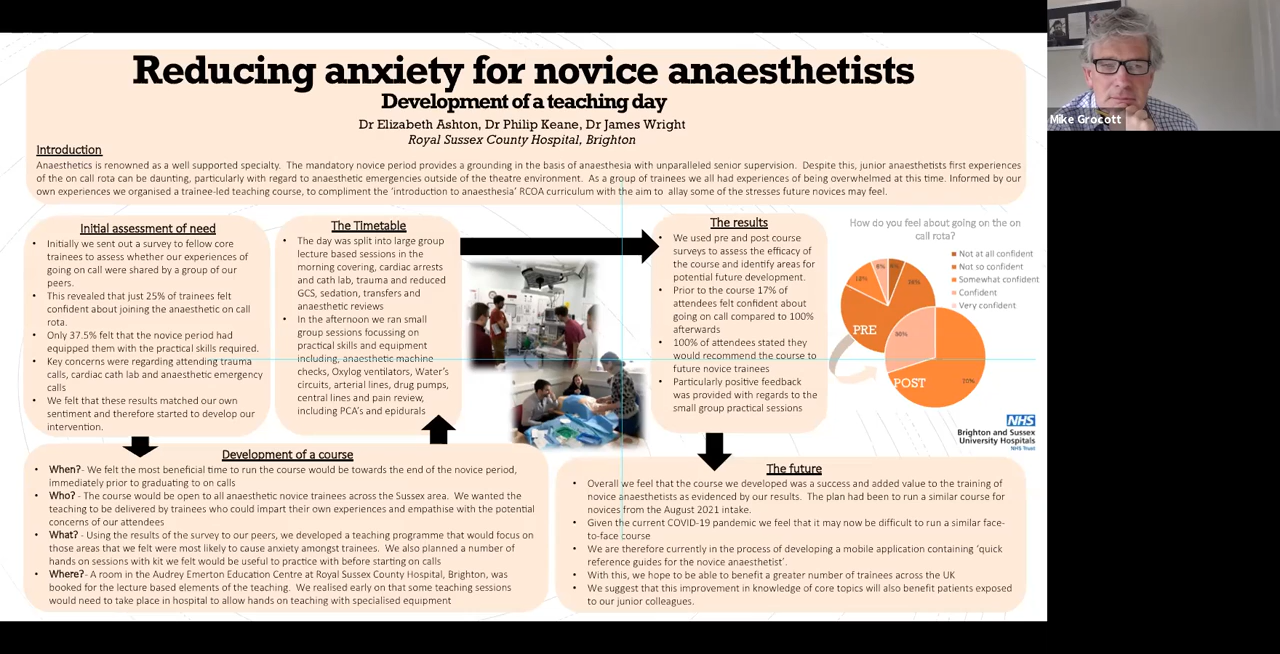 Reducing anxiety for novice anaesthetists
Development of a teaching day
Dr Elizabeth Ashton, Dr Philip Keane, Dr James Wright
Royal Sussex County Hospital, Brighton
Introduction
Anaesthetics is renowned as a well supported specialty. The mandatory novice period provides a grounding in the basis of anaesthesia with unparalleled senior supervision. Despite this, junior anaesthetists first experiences
of the on call rota can be daunting, particularly with regard to anaesthetic emergencies outside of the theatre environment. As a group of trainees we all had experiences of being overwhelmed at this time. Informed by our
own experiences we organised a trainee-led teaching course, to compliment the 'introduction to anaesthesia' RCOA curriculum with the aim to allay some of the stresses future novices may feel.
Initial assessment of need
• Initially we sent out a survey to fellow core
trainees to assess whether our experiences of
going on call were shared by a group of our
peers.
• This revealed that just 25% of trainees felt
confident about joining the anaesthetic on call
rota.
• Only 37.5% felt that the novice period had
equipped them with the practical skills required.
• Key concerns were regarding attending trauma
calls, cardiac cath lab and anaesthetic emergency
calls
• We felt that these results matched our own
sentiment and therefore started to develop our
intervention.
The Timetable
• The day was split into large group
lecture based sessions in the
morning covering, cardiac arrests
and cath lab, trauma and reduced
GCS, sedation, transfers and
anaesthetic reviews
• In the afternoon we ran small
group sessions focussing on
practical skills and equipment
including, anaesthetic machine
checks, Oxylog ventilators, Water's
circuits, arterial lines, drug pumps,
central lines and pain review,
including PCA's and epidurals
The results
• We used pre and post course
surveys to assess the efficacy of
the course and identify areas for
potential future development.
• Prior to the course 17% of
attendees felt confident about
going on call compared to 100%
afterwards
• 100% of attendees stated they
would recommend the course to
future novice trainees
• Particularly positive feedback
was provided with regards to the
small group practical sessions
How do you feel about going on the on
call rota?
Not at all confident
Not so confident
Somewhat confident
Confident
Very confident
PRE
POST
NHS
Brighton and Sussex
University Hospitals
NHS Trust
Development of a course
• When?- We felt the most beneficial time to run the course would be towards the end of the novice period,
immediately prior to graduating to on calls
• Who? - The course would be open to all anaesthetic novice trainees across the Sussex area. We wanted the
teaching to be delivered by trainees who could impart their own experiences and empathise with the potential
concerns of our attendees
• What? - Using the results of the survey to our peers, we developed a teaching programme that would focus on
those areas that we felt were most likely to cause anxiety amongst trainees. We also planned a number of
hands on sessions with kit we felt would be useful to practice with before starting on calls
• Where?- A room in the Audrey Emerton Education Centre at Royal Sussex County Hospital, Brighton, was
booked for the lecture based elements of the teaching. We realised early on that some teaching sessions
would need to take place in hospital to allow hands on teaching with specialised equipment
The future
• Overall we feel that the course we developed was a success and added value to the training of
novice anaesthetists as evidenced by our results. The plan had been to run a similar course for
novices from the August 2021 intake.
• Given the current COVID-19 pandemic we feel that it may now be difficult to run a similar face-
to-face course
• We are therefore currently in the process of developing a mobile application containing 'quick
reference guides for the novice anaesthetist'.
• With this, we hope to be able to benefit a greater number of trainees across the UK
• We suggest that this improvement in knowledge of core topics will also benefit patients exposed
to our junior colleagues.
Mike Grocott